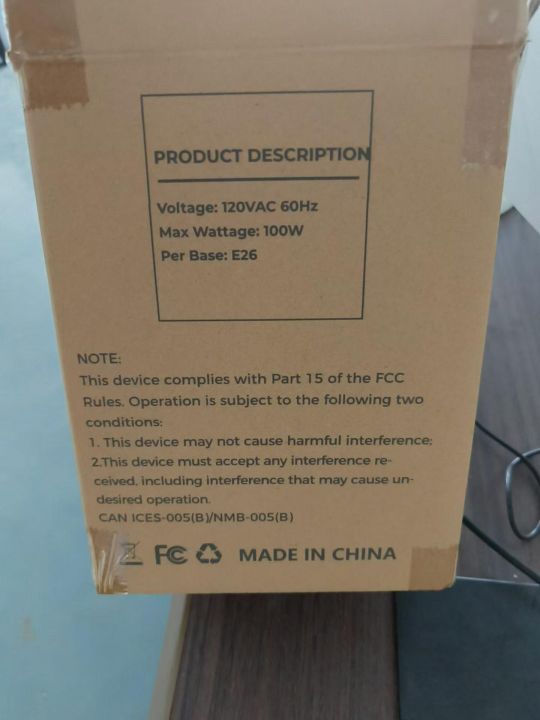 PRODUCT DESCRIPTION
Voltage: 120VAC 60Hz
Max Wattage: 100W
Per Base: E26
NOTE:
This device complies with Part 15 of the FCC
Rules. Operation is subject to the following two
conditions:
1. This device may not cause harmful interference;
2.This device must accept any interference re-
ceived, including interference that may cause un-
desired operation.
CAN ICES-005(B)/NMB-005(B)
FC MADE IN CHINA